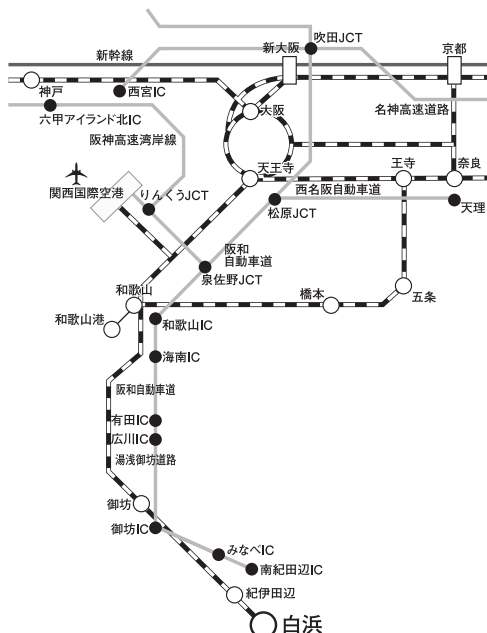 吹田JCT
新幹線
新大阪
京都
神戸
西宮IC
大阪
名神高速道路
六甲アイランド北IC
阪神高速湾岸線
天王寺
王寺
奈良
関西国際空港
りんくうJCT
西名阪自動車道
松原JCT
天理
阪和
自動車道
泉佐野JCT
和歌山
橋本
五条
和歌山港
和歌山IC
海南IC
阪和自動車道
有田IC
広川IC
湯浅御坊道路
御坊
御坊IC
みなべIC
南紀田辺IC
紀伊田辺
白浜